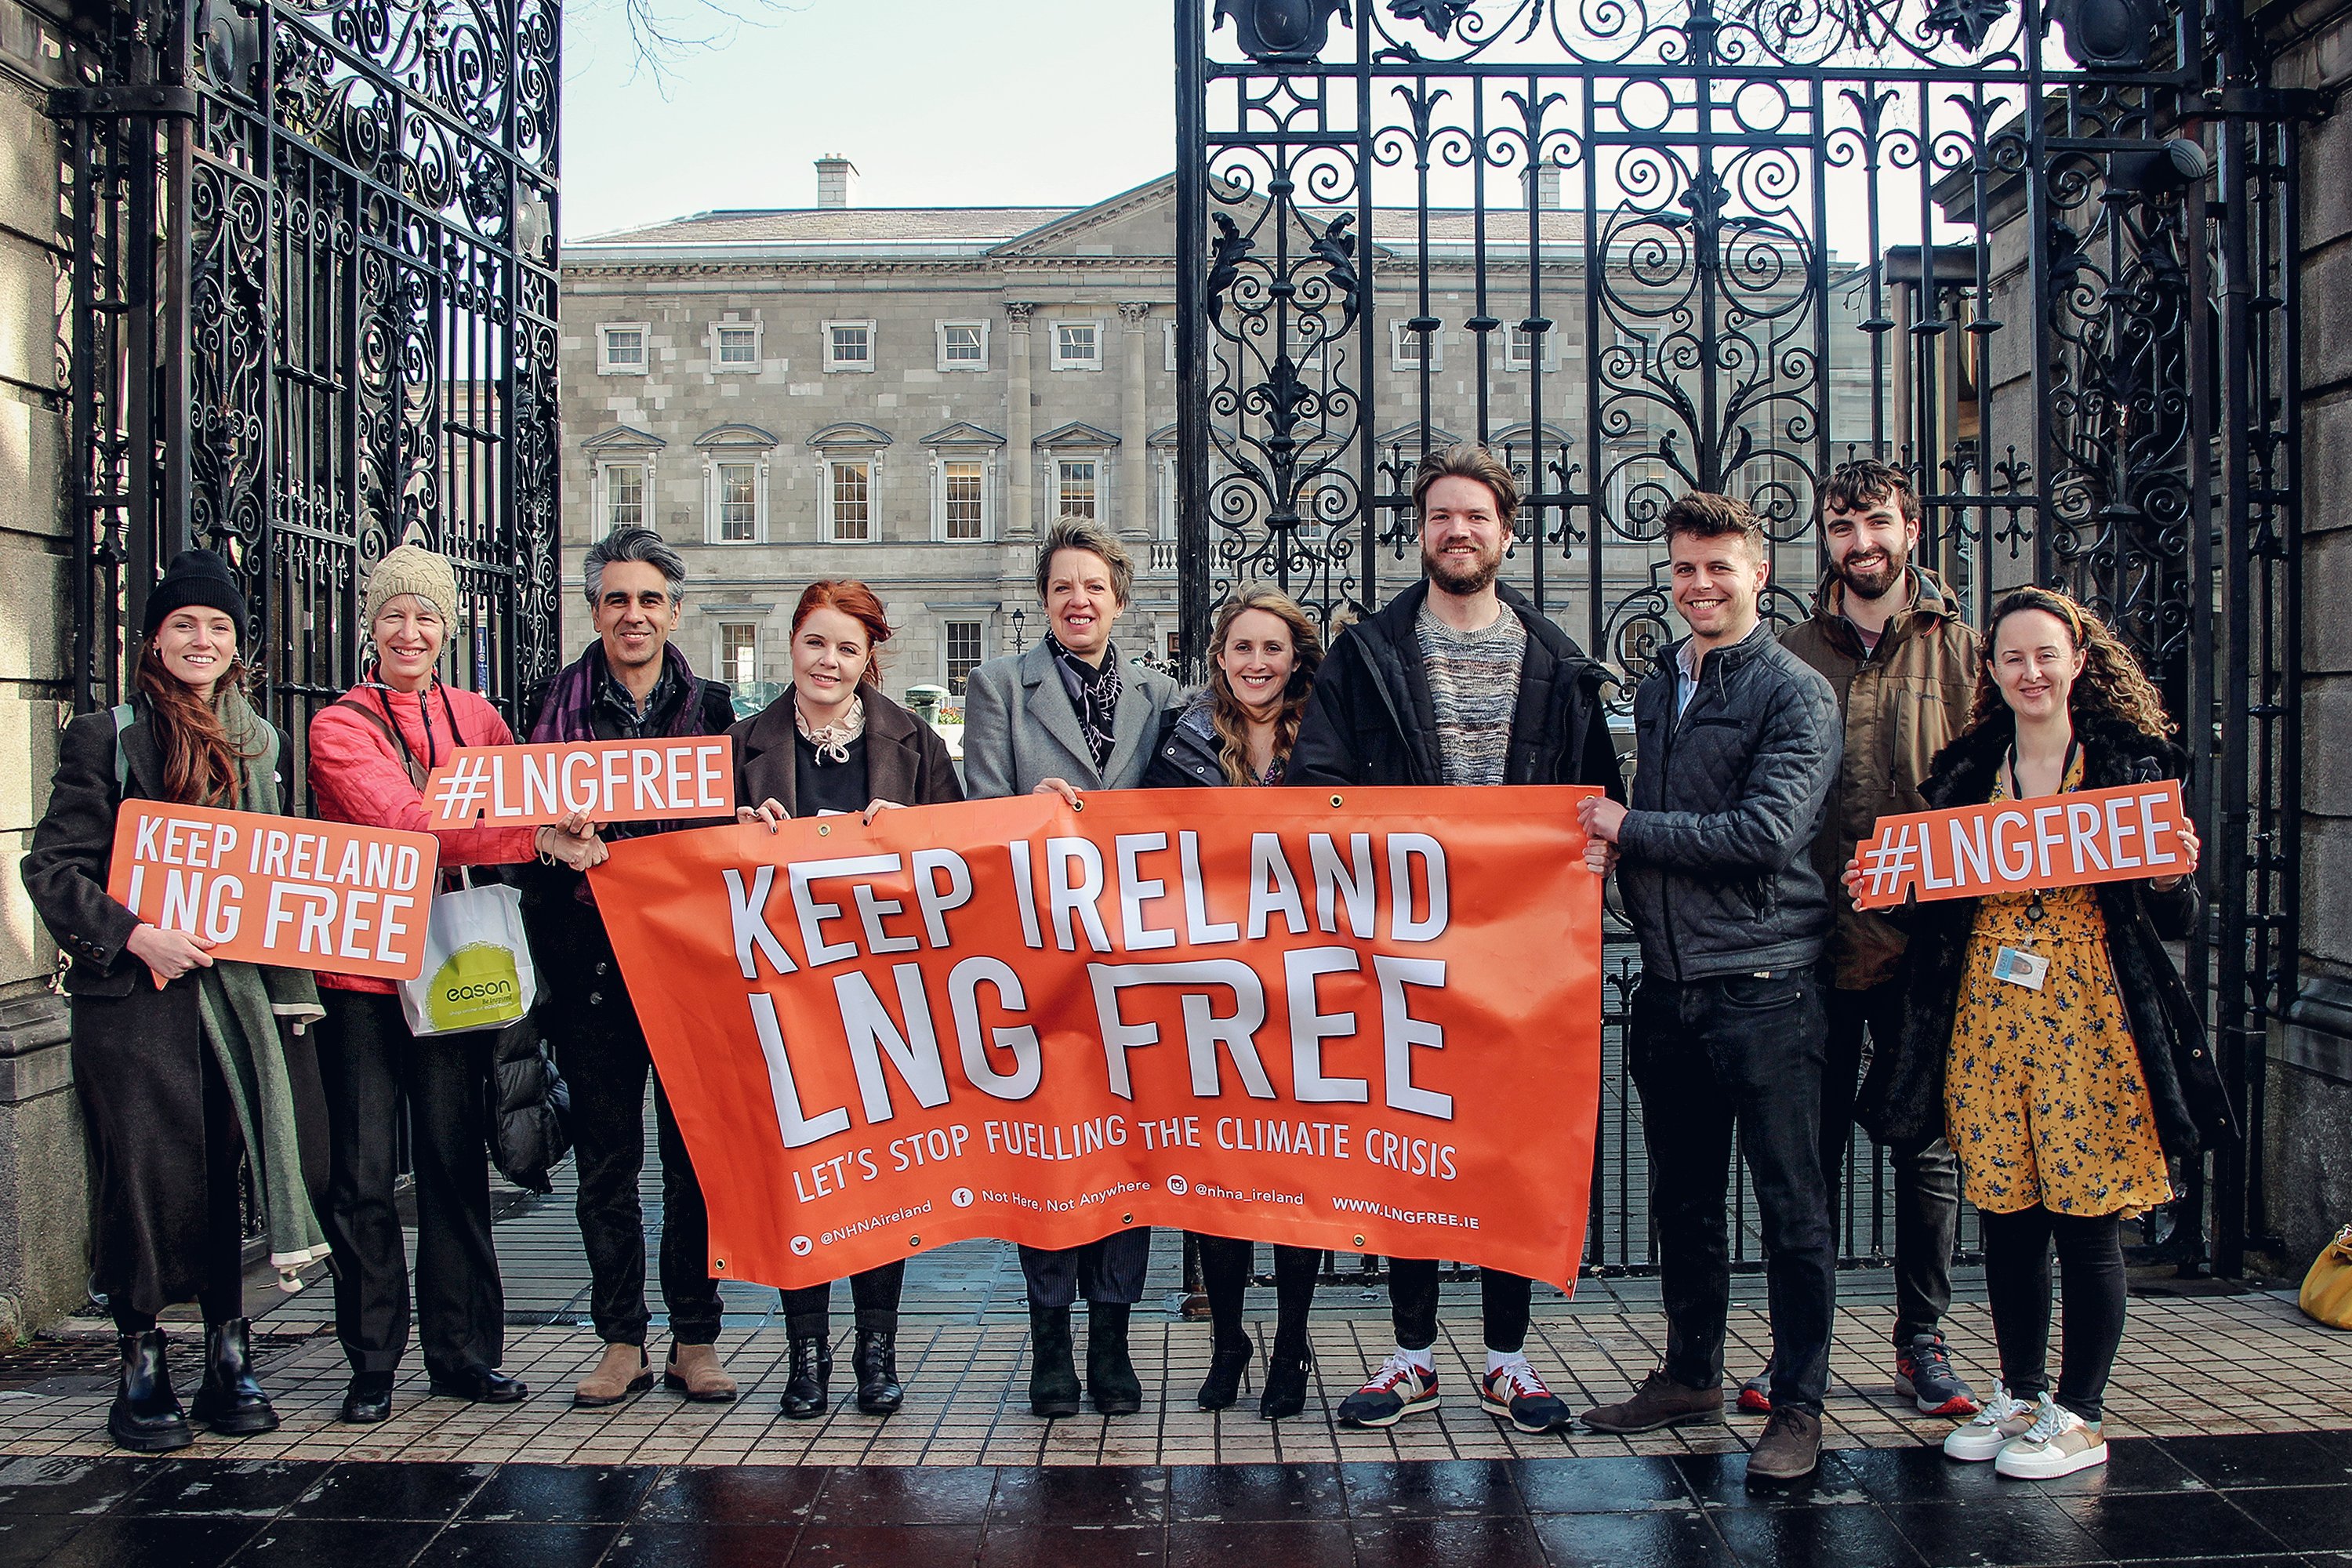 KEEP IRELAND
LNG FREE
#LNGFREE
eason
KEEP IRELAND
LNG FREE
LET'S STOP FUELLING THE CLIMATE CRISIS
@NHNAireland Not Here, Not Anywhere @nhna_ireland WWW.LNGFREE.IE
#LNGFREE